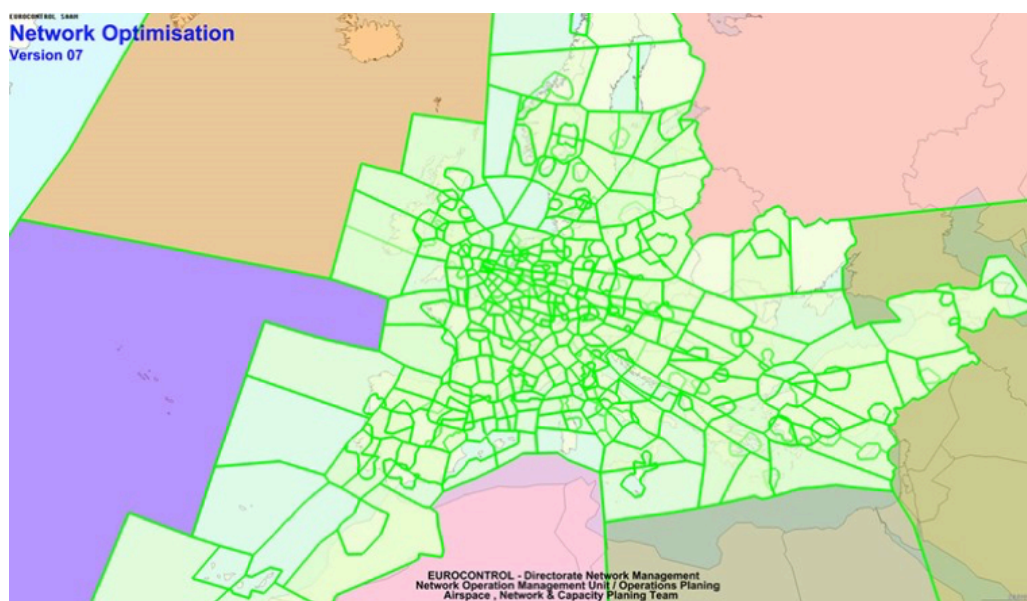 EUROCONTROL SAAM
Network Optimisation
Version 07
EUROCONTROL - Directorate Network Management
Network Operation Management Unit / Operations Planing
Airspace , Network & Capacity Planing Team